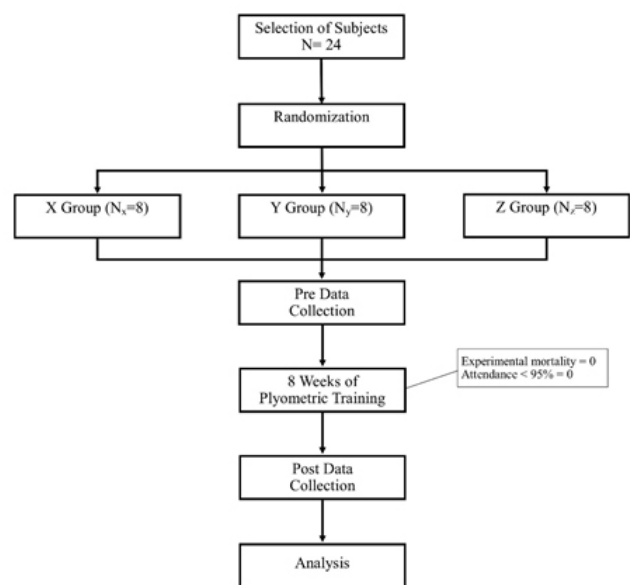 Selection of Subjects
N= 24
Randomization
X Group (Nₓ=8)
Y Group (Nᵧ=8)
Z Group (N𝓏=8)
Pre Data
Collection
8 Weeks of
Plyometric Training
Experimental mortality = 0
Attendance < 95% = 0
Post Data
Collection
Analysis